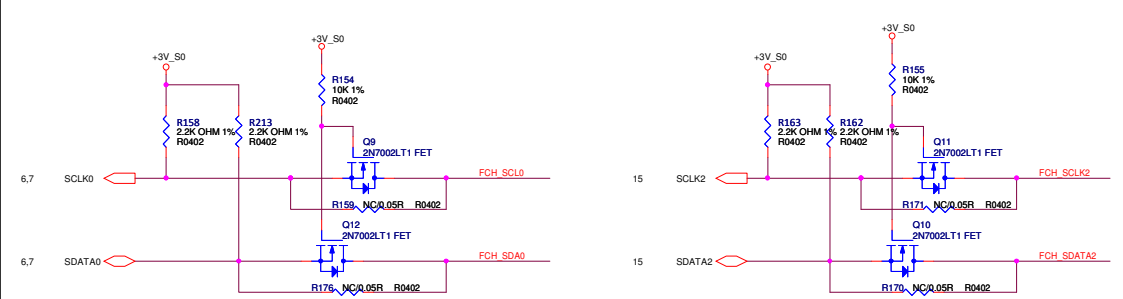 +3V_S0
+3V_S0
R154
10K 1%
R0402
R158
2.2K OHM 1%
R0402
R213
2.2K OHM 1%
R0402
Q9
2N7002LT1 FET
6,7
SCLK0
FCH_SCL0
R159
NC/0.05R
R0402
Q12
2N7002LT1 FET
6,7
SDATA0
FCH_SDA0
R176
NC/0.05R
R0402
+3V_S0
+3V_S0
R155
10K 1%
R0402
R163
2.2K OHM 1%
R0402
R162
2.2K OHM 1%
R0402
Q11
2N7002LT1 FET
15
SCLK2
FCH_SCLK2
R171
NC/0.05R
R0402
Q10
2N7002LT1 FET
15
SDATA2
FCH_SDATA2
R170
NC/0.05R
R0402